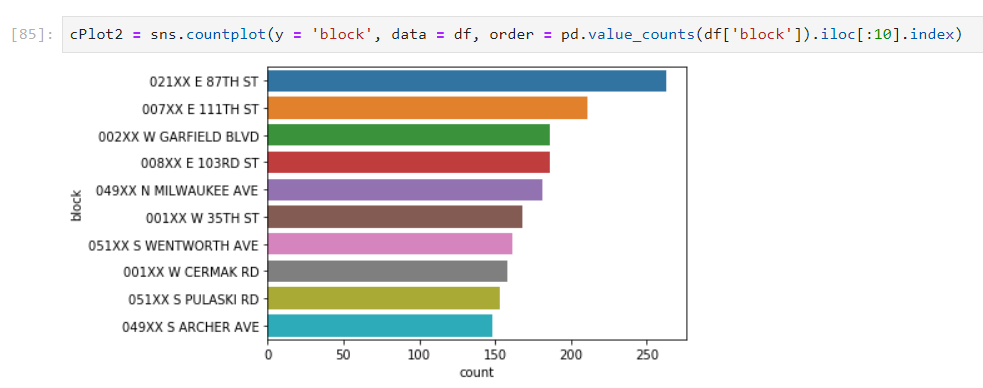 [85]: cPlot2 = sns.countplot(y = 'block', data = df, order = pd.value_counts(df['block']).iloc[:10].index)
021XX E 87TH ST
007XX E 111TH ST
002XX W GARFIELD BLVD
008XX E 103RD ST
049XX N MILWAUKEE AVE
001XX W 35TH ST
051XX S WENTWORTH AVE
001XX W CERMAK RD
051XX S PULASKI RD
049XX S ARCHER AVE
block
0 50 100 150 200 250
count